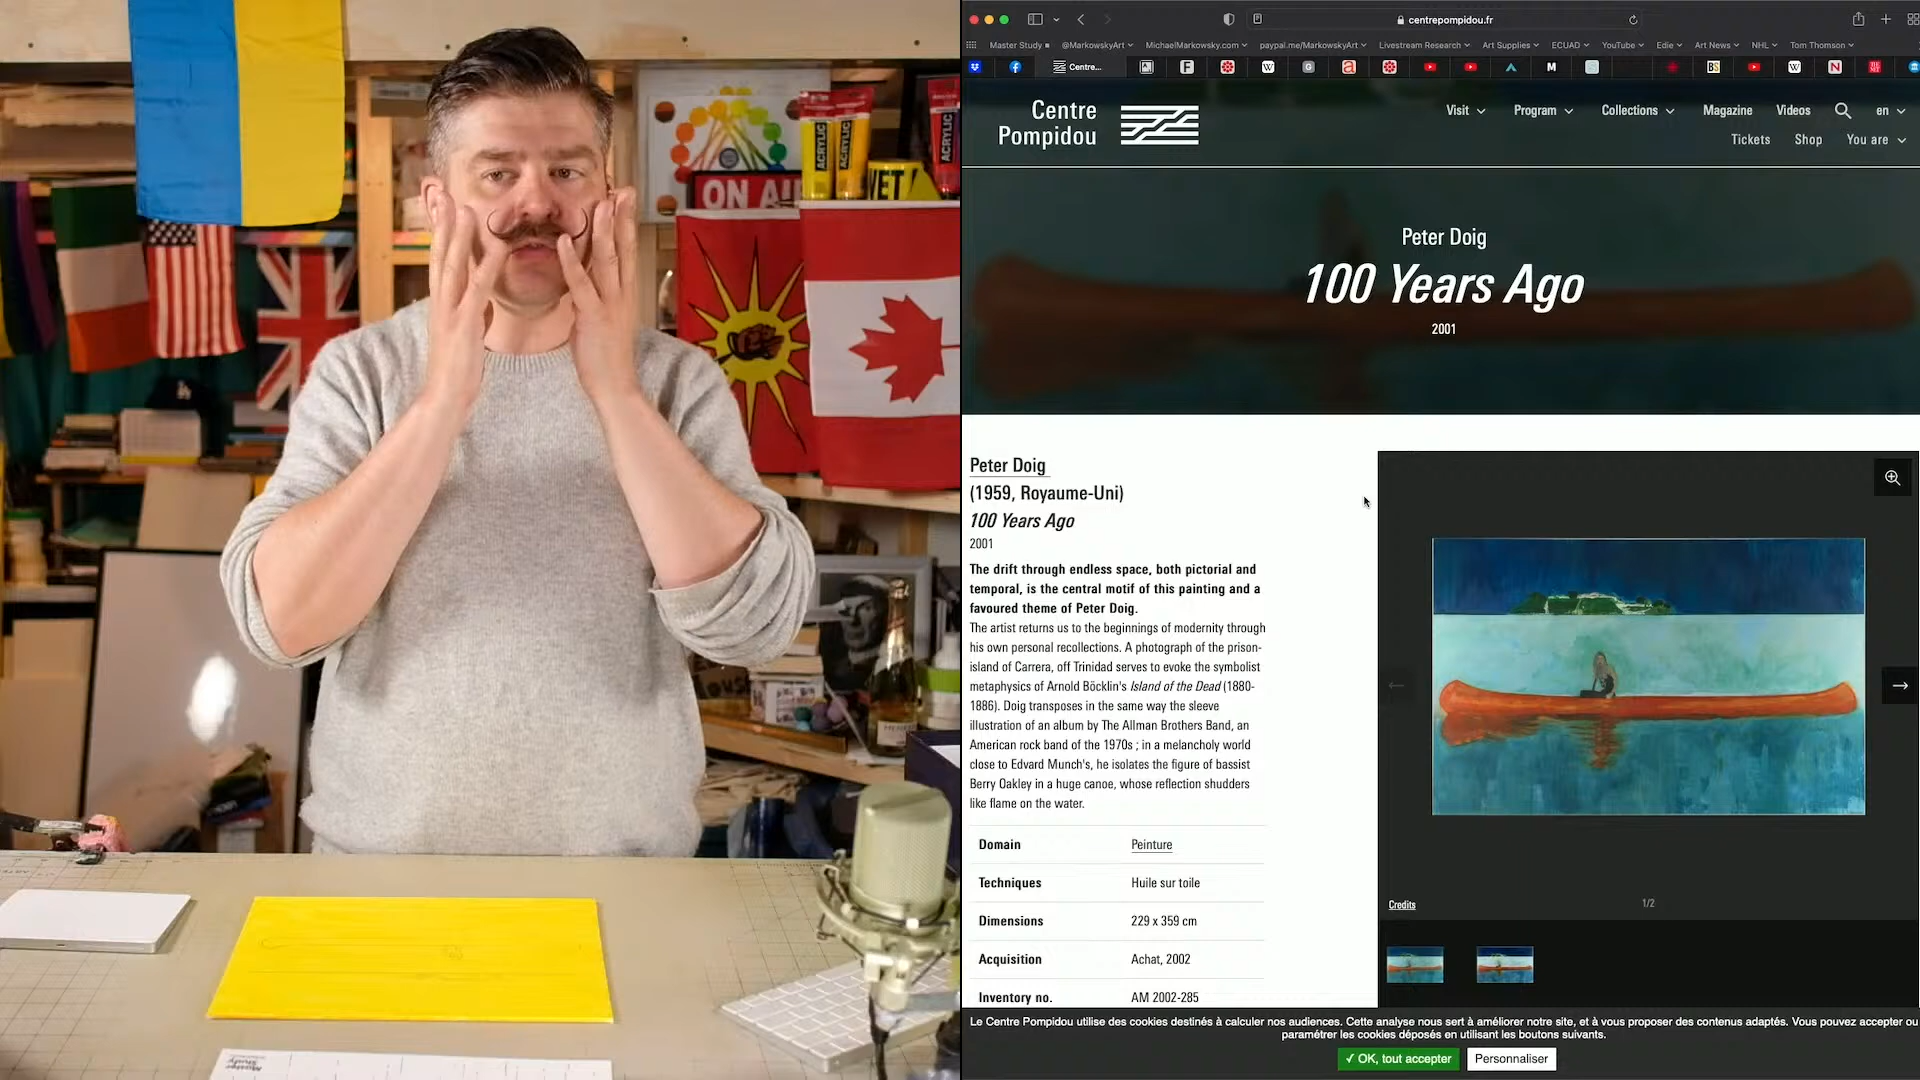 ACRYLIC
ACRYLIC
ACRYLIC
ON AI
WET!
centrepompidou.fr
Master Study
@MarkowskyArt
MichaelMarkowsky.com
paypal.me/MarkowskyArt
Livestream Research
Art Supplies
ECUAD
YouTube
Edie
Art News
NHL
Tom Thomson
Centre...
Centre
Pompidou
Visit
Program
Collections
Magazine
Videos
en
Tickets
Shop
You are
Peter Doig
100 Years Ago
2001
Peter Doig
(1959, Royaume-Uni)
100 Years Ago
2001
The drift through endless space, both pictorial and
temporal, is the central motif of this painting and a
favoured theme of Peter Doig.
The artist returns us to the beginnings of modernity through
his own personal recollections. A photograph of the prison-
island of Carrera, off Trinidad serves to evoke the symbolist
metaphysics of Arnold Böcklin's Island of the Dead (1880-
1886). Doig transposes in the same way the sleeve
illustration of an album by The Allman Brothers Band, an
American rock band of the 1970s ; in a melancholy world
close to Edvard Munch's, he isolates the figure of bassist
Berry Oakley in a huge canoe, whose reflection shudders
like flame on the water.
Domain Peinture
Techniques Huile sur toile
Dimensions 229 x 359 cm
Acquisition Achat, 2002
Inventory no. AM 2002-285
Credits
1/2
Le Centre Pompidou utilise des cookies destinés à calculer nos audiences. Cette analyse nous sert à améliorer notre site, et à vous proposer des contenus adaptés. Vous pouvez accepter ou
paramétrer les cookies déposés en utilisant les boutons suivants.
✓ OK, tout accepter
Personnaliser
Master
Study